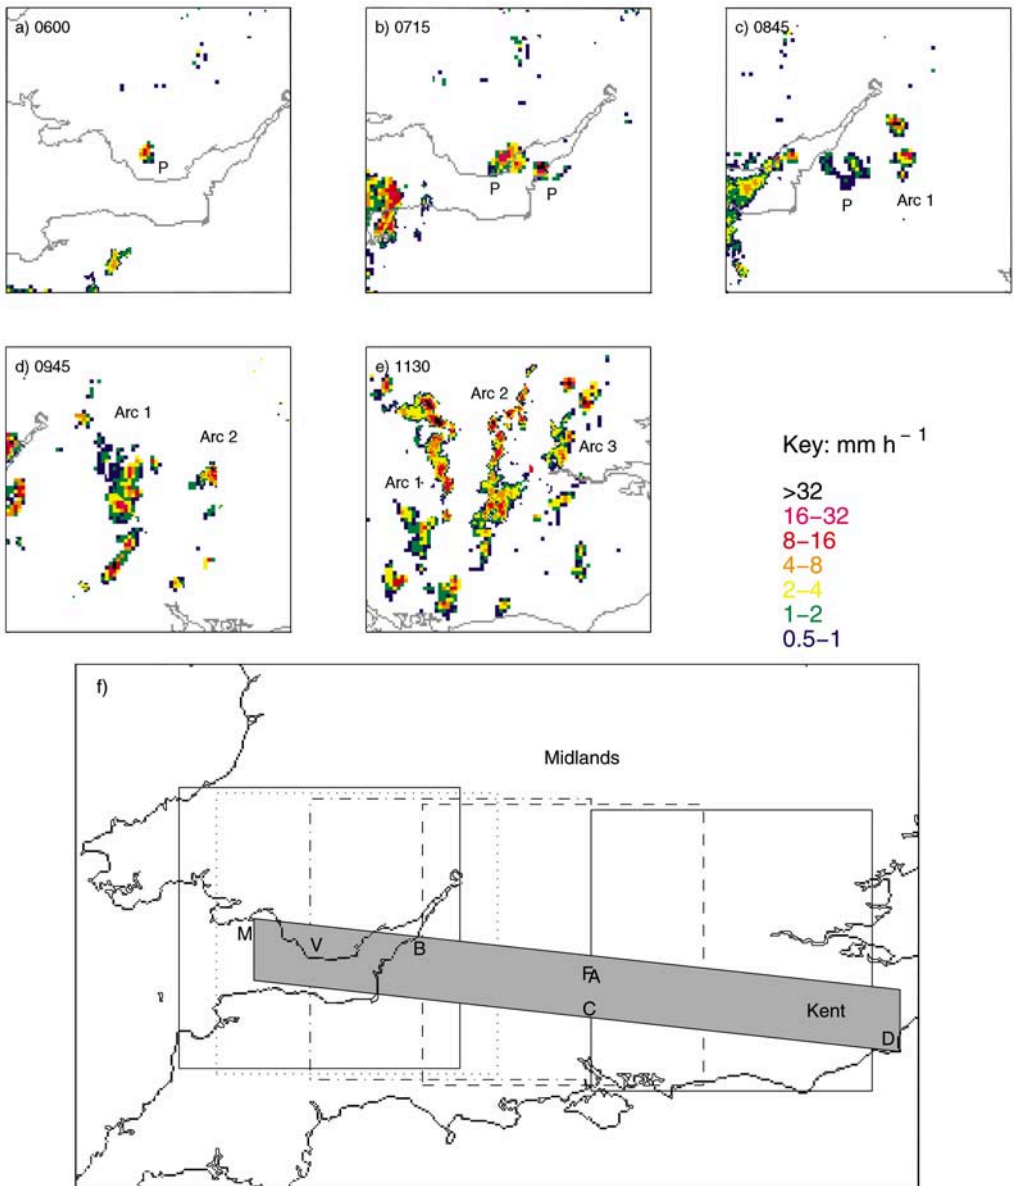 a) 0600
P
b) 0715
P
P
c) 0845
P
Arc 1
d) 0945
Arc 1
Arc 2
e) 1130
Arc 2
Arc 3
Arc 1
Key: mm h⁻¹
>32
16–32
8–16
4–8
2–4
1–2
0.5–1
f)
Midlands
M
V
B
F
A
C
Kent
D